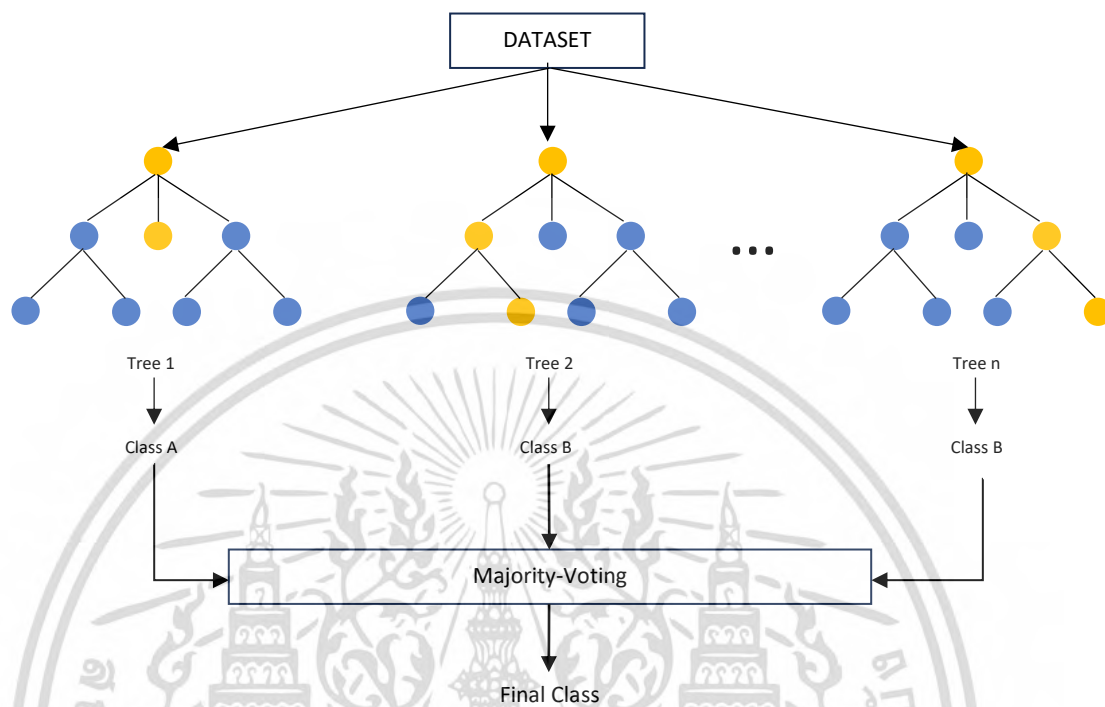 DATASET
...
Tree 1
Tree 2
Tree n
Class A
Class B
Class B
Majority-Voting
Final Class